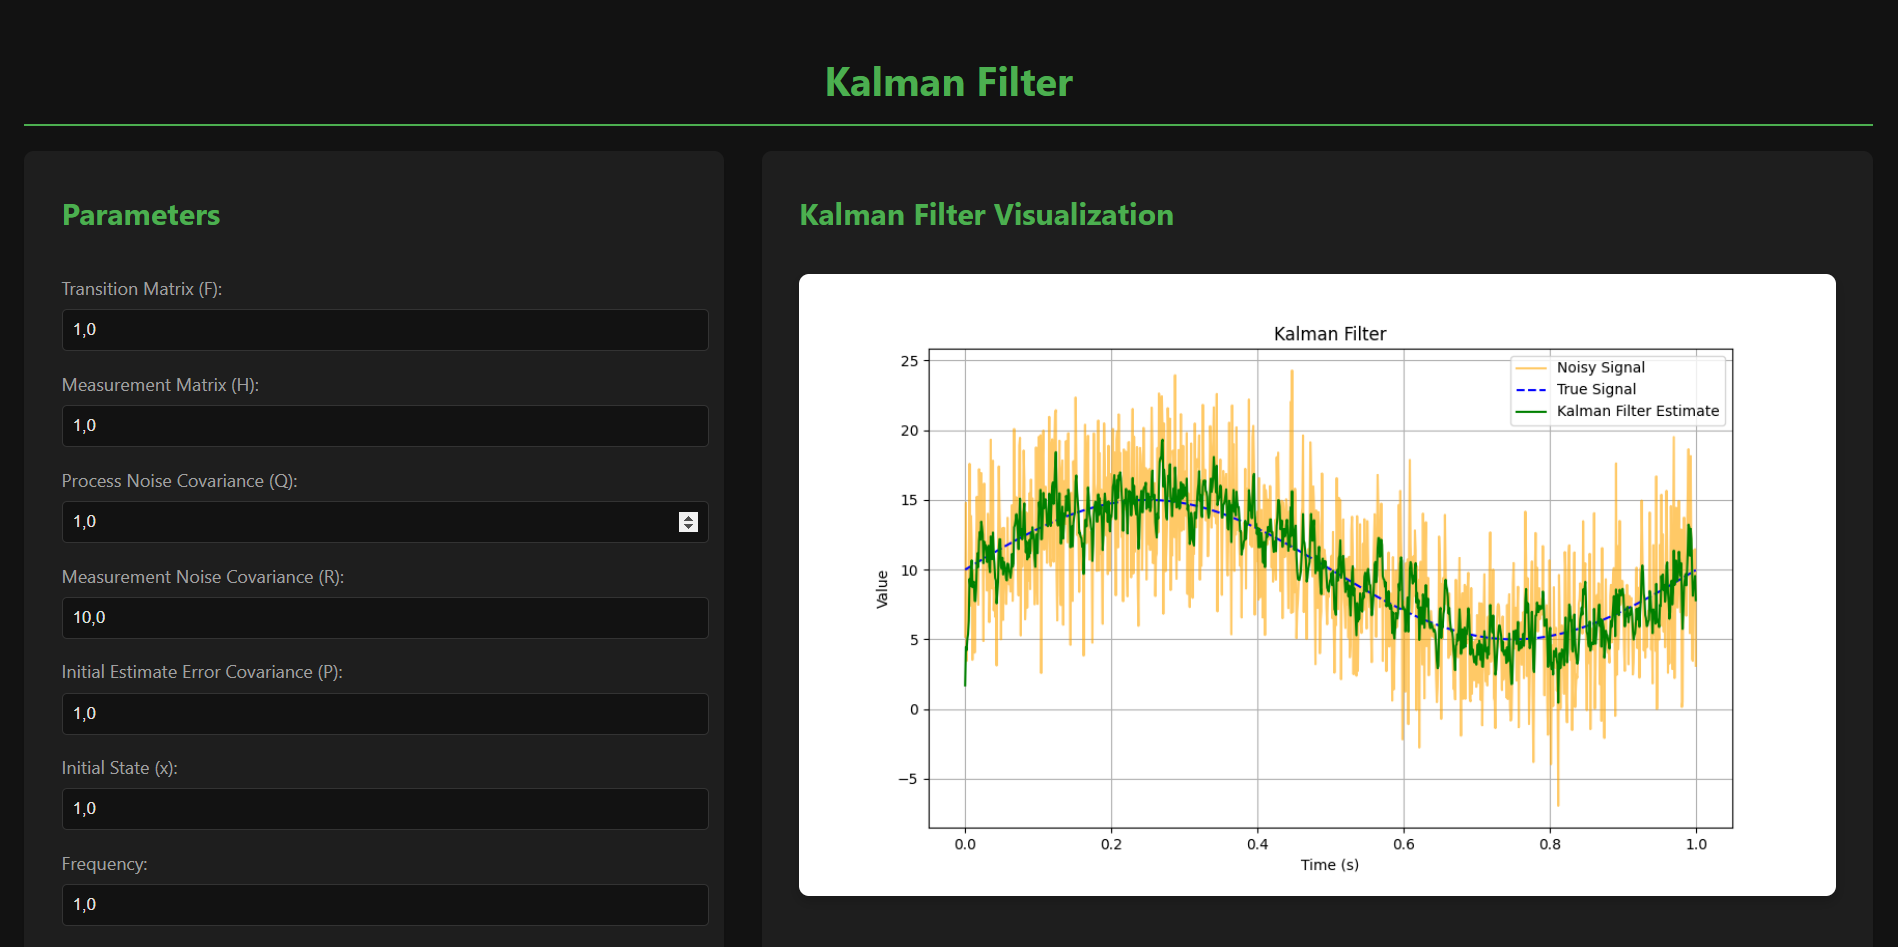 Kalman Filter
Parameters
Transition Matrix (F):
1,0
Measurement Matrix (H):
1,0
Process Noise Covariance (Q):
1,0
Measurement Noise Covariance (R):
10,0
Initial Estimate Error Covariance (P):
1,0
Initial State (x):
1,0
Frequency:
1,0
Kalman Filter Visualization
Kalman Filter
Noisy Signal
True Signal
Kalman Filter Estimate
Value
25
20
15
10
5
0
−5
0.0 0.2 0.4 0.6 0.8 1.0
Time (s)